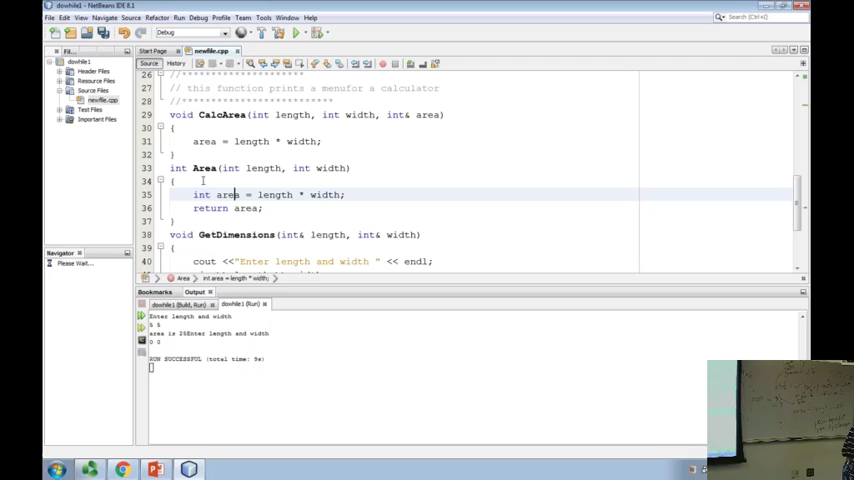 dowhile1 - NetBeans IDE 8.1
File Edit View Navigate Source Refactor Run Debug Profile Team Tools Window Help
Search (Ctrl+I)
Debug
Fil...
Start Page
newfile.cpp
dowhile1
Header Files
Resource Files
Source Files
newfile.cpp
Test Files
Important Files
Source History
26 //**********************
27 // this function prints a menufor a calculator
28 //***************************
29 void CalcArea(int length, int width, int& area)
30 {
31 area = length * width;
32 }
33 int Area(int length, int width)
34 {
35 int area = length * width;
36 return area;
37 }
38 void GetDimensions(int& length, int& width)
39 {
40 cout <<"Enter length and width " << endl;
Navigator
Please Wait...
Area int area = length * width;
Bookmarks Output
dowhile1 (Build, Run) dowhile1 (Run)
Enter length and width
5 5
area is 25Enter length and width
0 0
RUN SUCCESSFUL (total time: 9s)